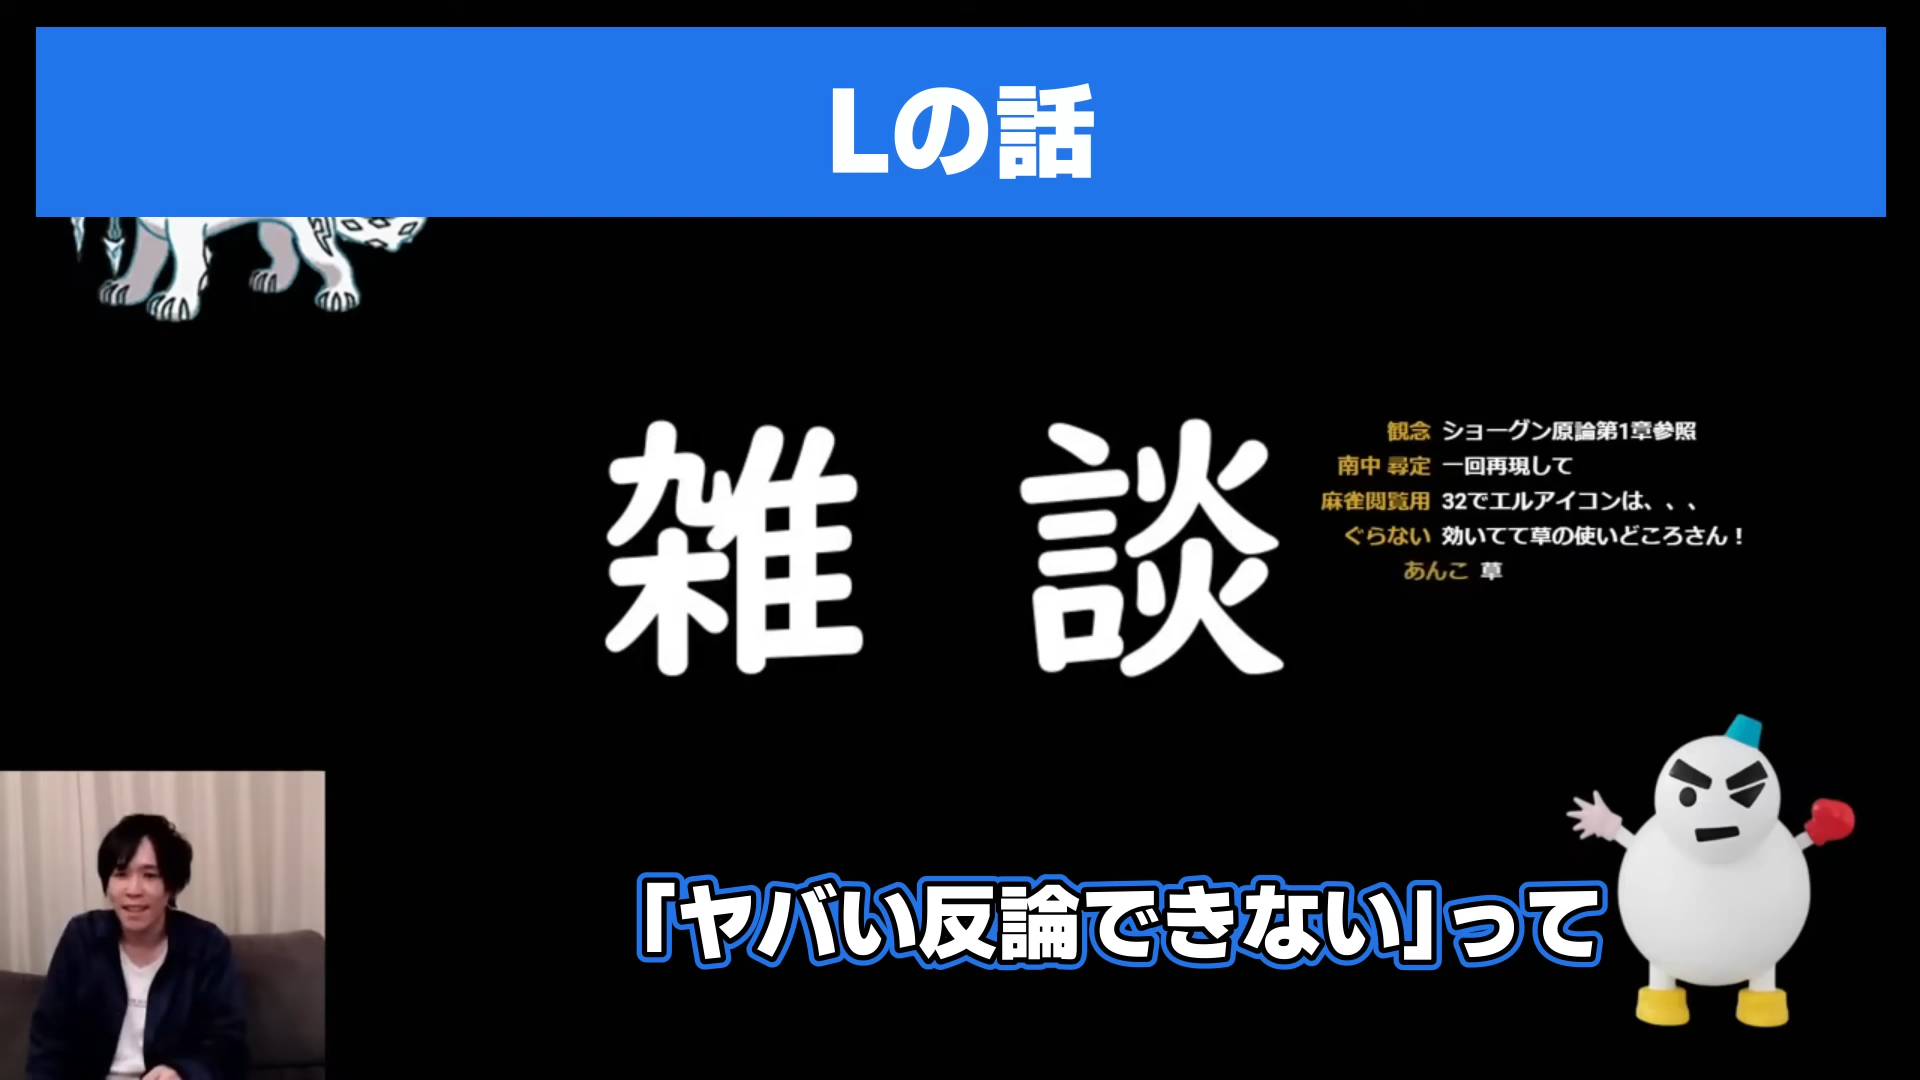 Lの話
雑 談
観念 ショーグン原論第1章参照
南中 尋定 一回再現して
麻雀閲覧用 32でエルアイコンは、、、
ぐらない 効いてて草の使いどころさん！
あんこ 草
「ヤバい反論できない」って